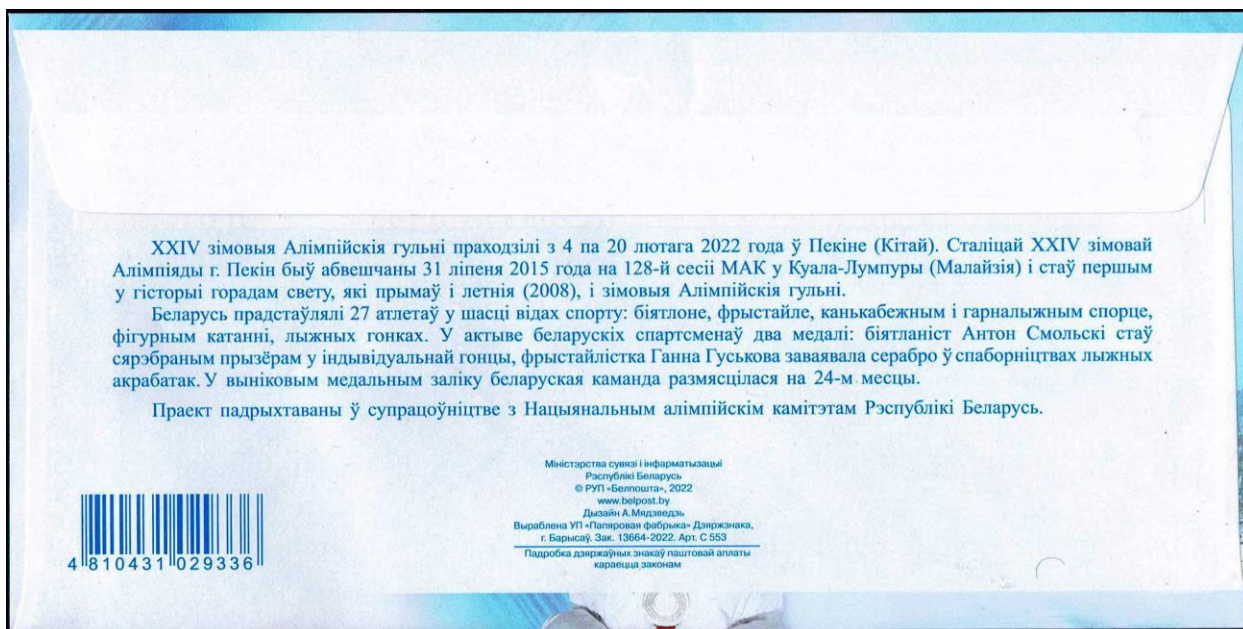 XXIV зімовыя Алімпійскія гульні праходзілі з 4 па 20 лютага 2022 года ў Пекіне (Кітай). Сталіцай XXIV зімовай
Алімпіяды г. Пекін быў абвешчаны 31 ліпеня 2015 года на 128-й сесіі МАК у Куала-Лумпуры (Малайзія) і стаў першым
у гісторыі горадам свету, які прымаў і летнія (2008), і зімовыя Алімпійскія гульні.
Беларусь прадстаўлялі 27 атлетаў у шасці відах спорту: біятлоне, фрыстайле, канькабежным і гарналыжным спорце,
фігурным катанні, лыжных гонках. У актыве беларускіх спартсменаў два медалі: біятланіст Антон Смольскі стаў
сярэбраным прызёрам у індывідуальнай гонцы, фрыстайлістка Ганна Гуськова заваявала серабро ў спаборніцтвах лыжных
акрабатак. У выніковым медальным заліку беларуская каманда размясцілася на 24-м месцы.
Праект падрыхтаваны ў супрацоўніцтве з Нацыянальным алімпійскім камітэтам Рэспублікі Беларусь.
Міністэрства сувязі і інфарматызацыі
Рэспублікі Беларусь
© РУП «Белпошта», 2022
www.belpost.by
Дызайн А.Мядзведзь
Выраблена УП «Папяровая фабрыка» Дзяржзнака,
г. Барысаў. Зак. 13664-2022. Арт. С 553
Падробка дзяржаўных знакаў паштовай аплаты
караецца законам
4 810431 029336